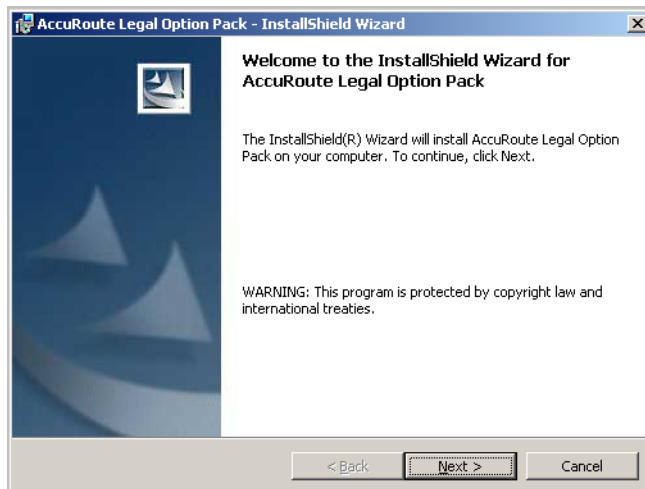 AccuRoute Legal Option Pack - InstallShield Wizard
Welcome to the InstallShield Wizard for
AccuRoute Legal Option Pack
The InstallShield(R) Wizard will install AccuRoute Legal Option
Pack on your computer. To continue, click Next.
WARNING: This program is protected by copyright law and
international treaties.
< Back Next > Cancel